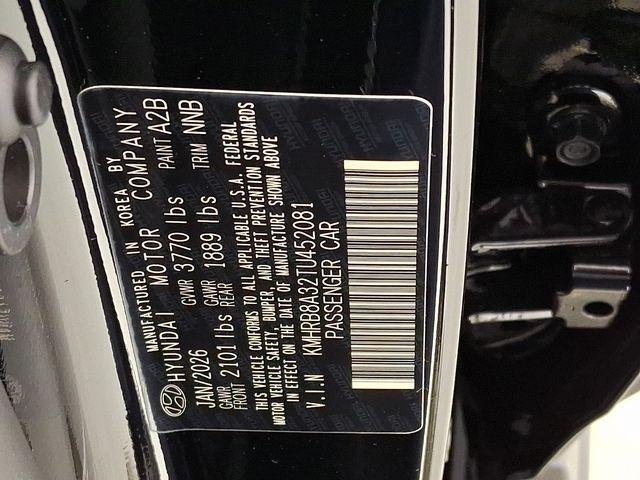 MANUFACTURED IN KOREA BY
HYUNDAI MOTOR COMPANY
JAN/2026 GVWR 3770 lbs PAINT A2B
GAWR FRONT 2101 lbs GAWR REAR 1889 lbs TRIM NNB
THIS VEHICLE CONFORMS TO ALL APPLICABLE U.S.A. FEDERAL
MOTOR VEHICLE SAFETY, BUMPER, AND THEFT PREVENTION STANDARDS
IN EFFECT ON THE DATE OF MANUFACTURE SHOWN ABOVE
V.I.N KMHRB8A32TU452081
PASSENGER CAR